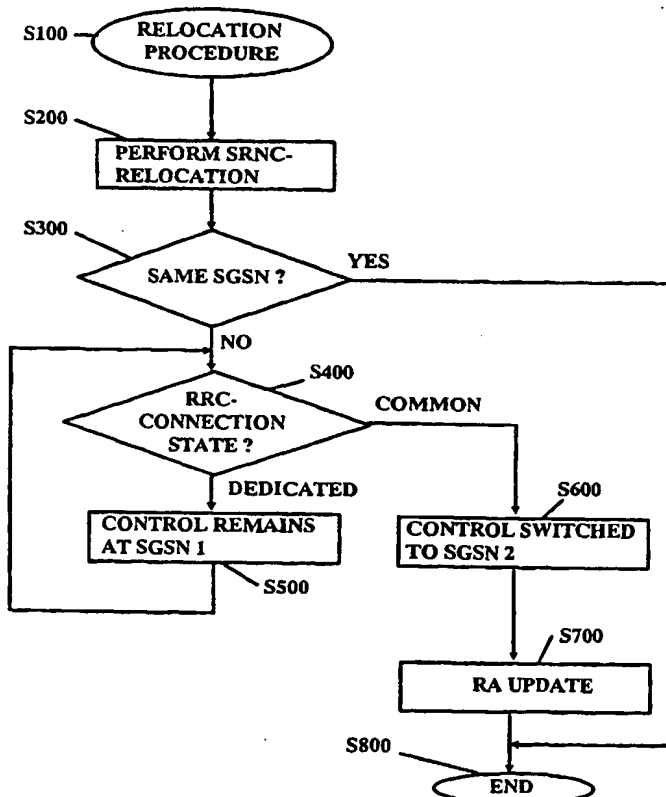 S100
RELOCATION
PROCEDURE
S200
PERFORM SRNC-
RELOCATION
S300
SAME SGSN ?
YES
NO
S400
RRC-
CONNECTION
STATE ?
COMMON
DEDICATED
CONTROL REMAINS
AT SGSN 1
S500
S600
CONTROL SWITCHED
TO SGSN 2
S700
RA UPDATE
S800
END